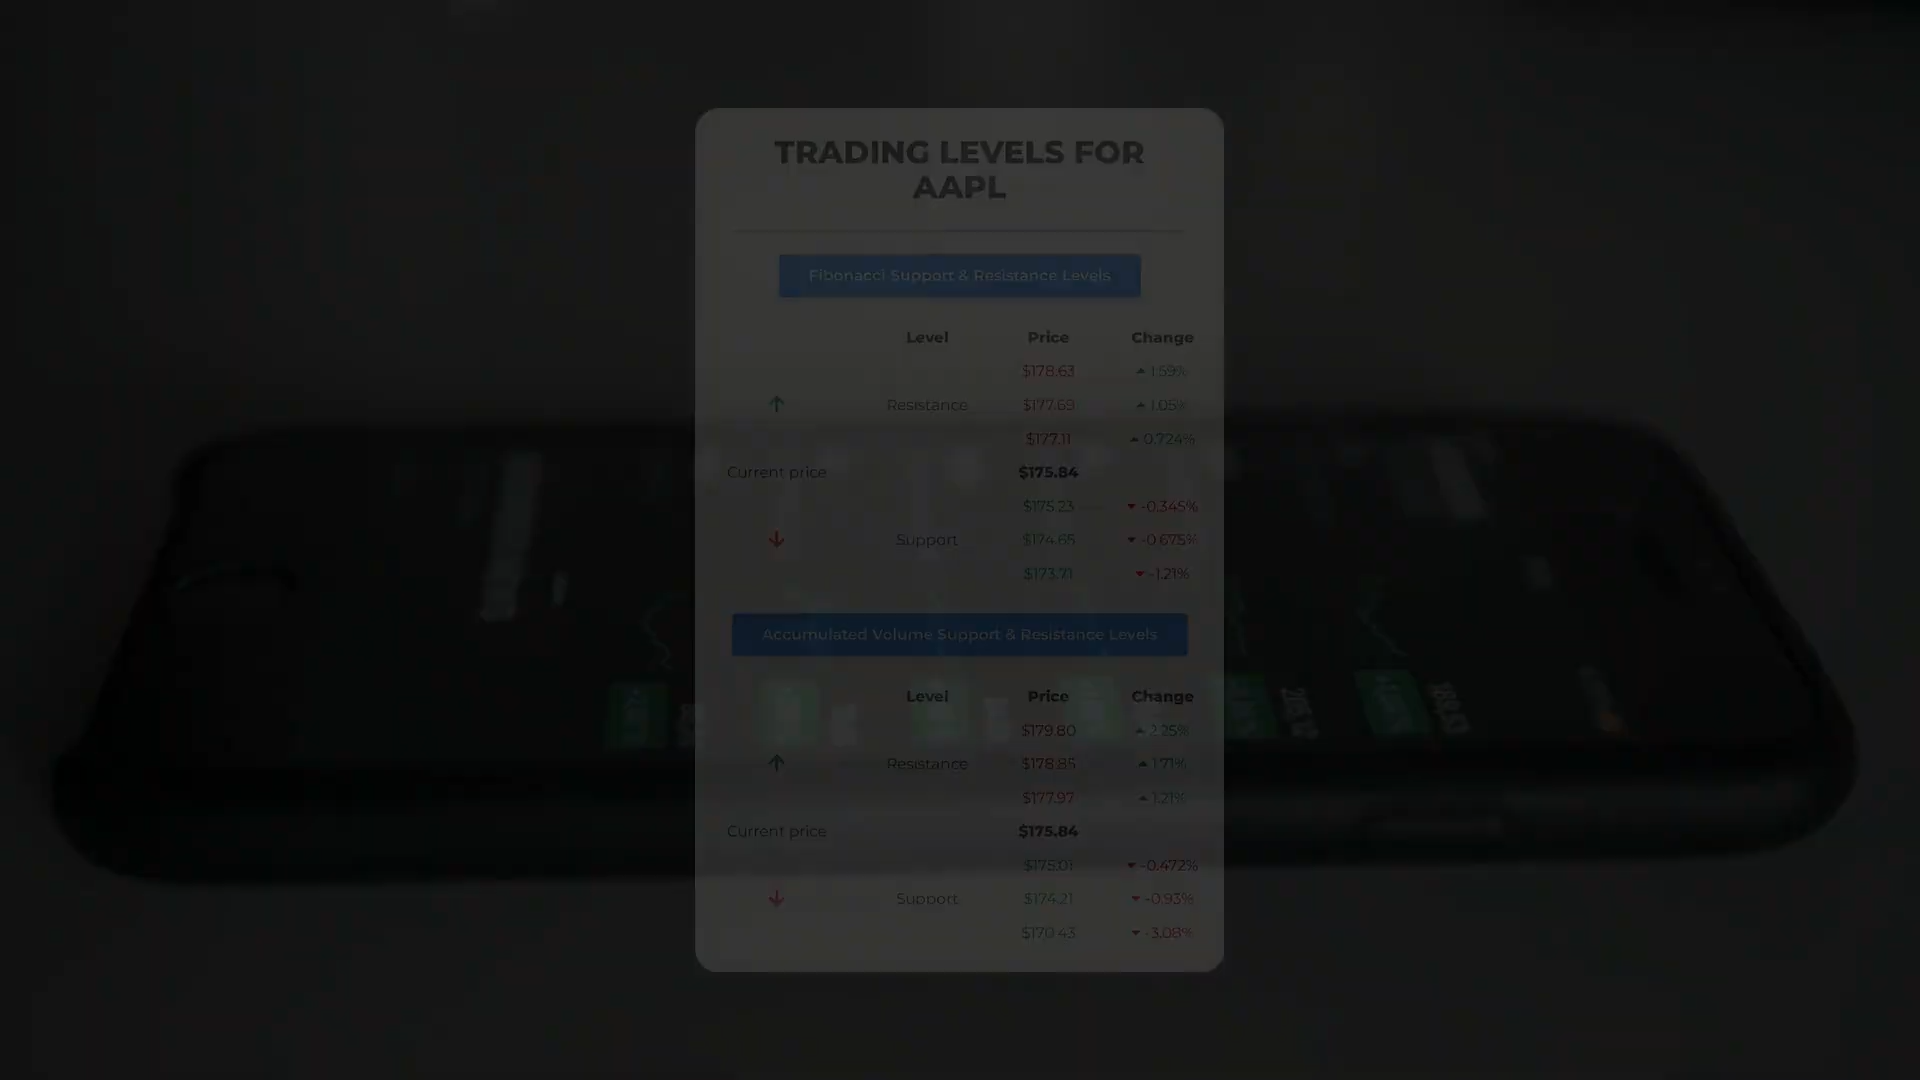 TRADING LEVELS FOR
AAPL
Fibonacci Support & Resistance Levels
Level Price Change
$178.63 1.59%
Resistance $177.69 1.05%
$177.11 0.724%
Current price $175.84
$175.23 -0.345%
Support $174.65 -0.675%
$173.71 -1.21%
Accumulated Volume Support & Resistance Levels
Level Price Change
$179.80 2.25%
Resistance $178.85 1.71%
$177.97 1.21%
Current price $175.84
$175.01 -0.472%
Support $174.21 -0.93%
$170.43 -3.08%